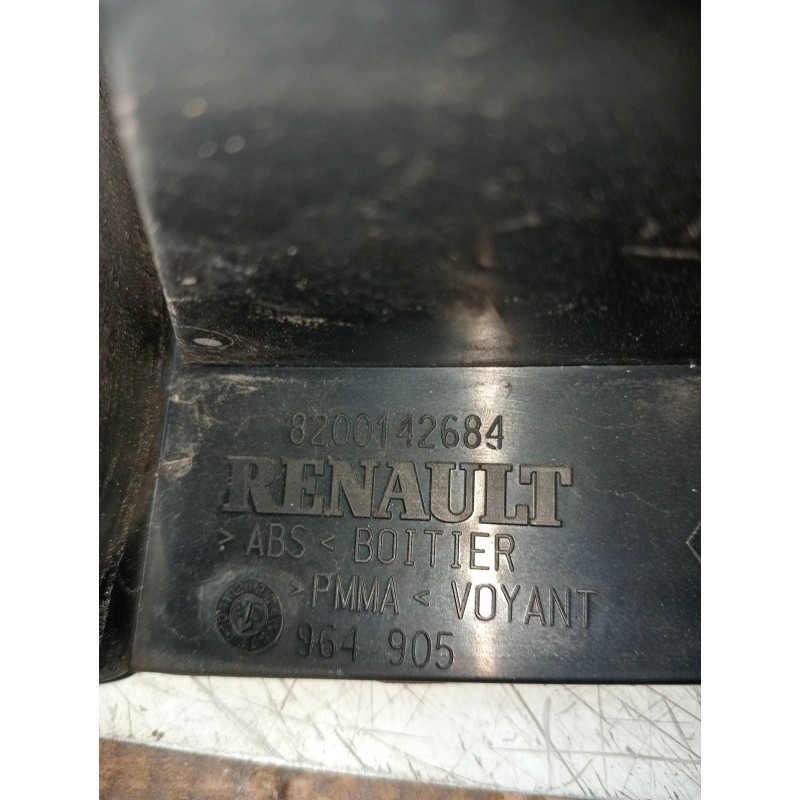 8200142684
RENAULT
>ABS< BOITIER
>PMMA< VOYANT
964 905